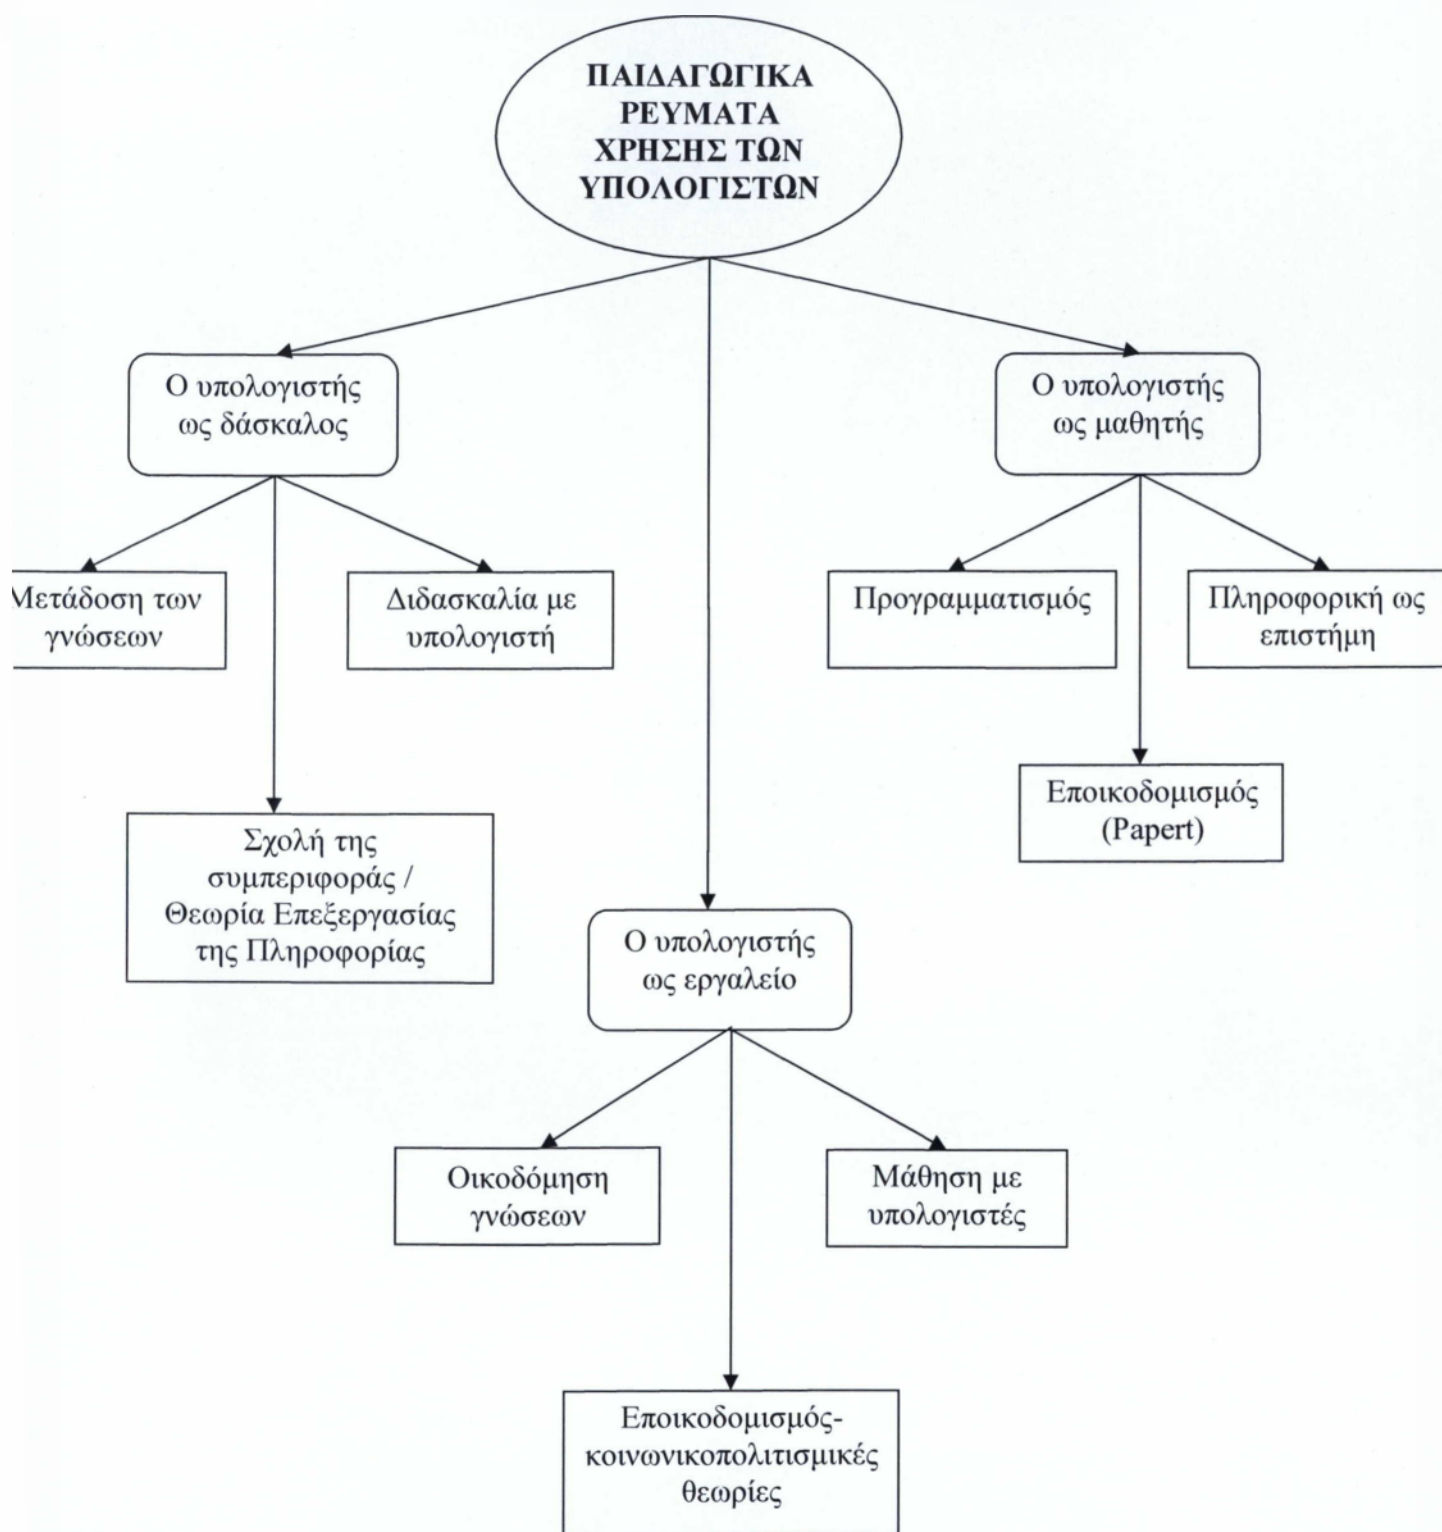 ΠΑΙΔΑΓΩΓΙΚΑ
ΡΕΥΜΑΤΑ
ΧΡΗΣΗΣ ΤΩΝ
ΥΠΟΛΟΓΙΣΤΩΝ
Ο υπολογιστής
ως δάσκαλος
Ο υπολογιστής
ως μαθητής
Μετάδοση των
γνώσεων
Διδασκαλία με
υπολογιστή
Προγραμματισμός
Πληροφορική ως
επιστήμη
Εποικοδομισμός
(Papert)
Σχολή της
συμπεριφοράς /
Θεωρία Επεξεργασίας
της Πληροφορίας
Ο υπολογιστής
ως εργαλείο
Οικοδόμηση
γνώσεων
Μάθηση με
υπολογιστές
Εποικοδομισμός-
κοινωνικοπολιτισμικές
θεωρίες